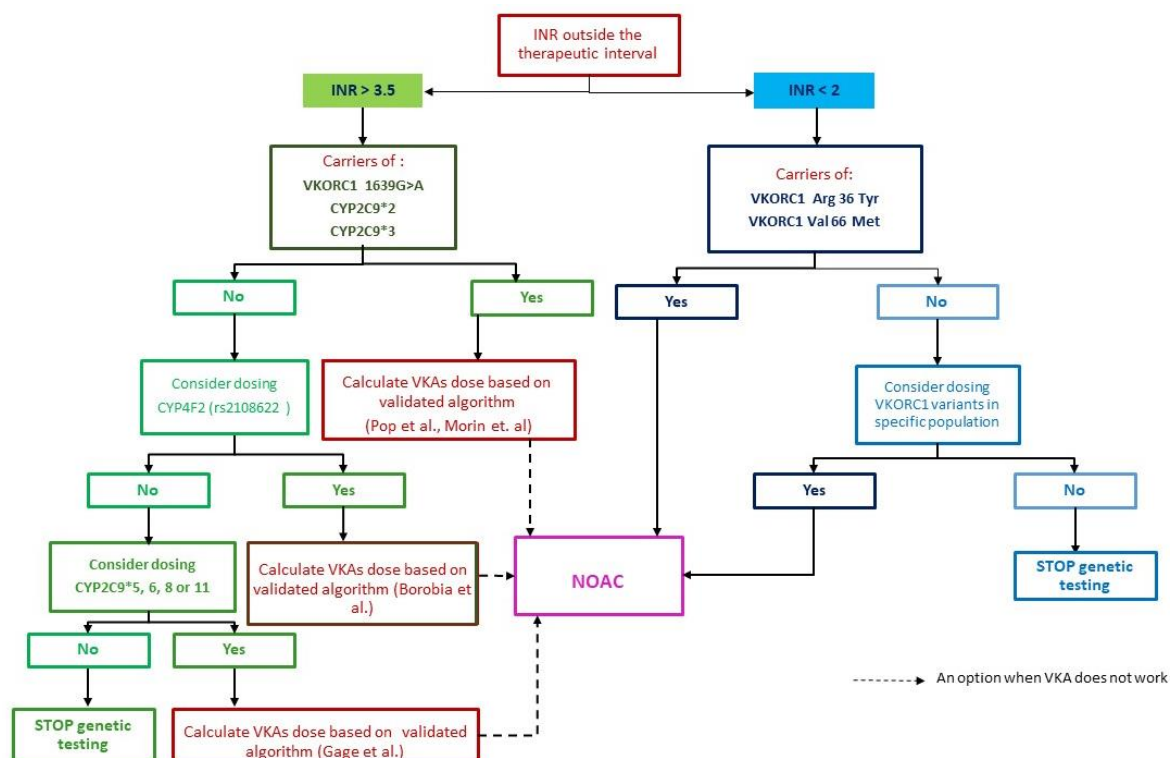 INR outside the
therapeutic interval
INR > 3.5
INR < 2
Carriers of :
VKORC1 1639G>A
CYP2C9*2
CYP2C9*3
Carriers of:
VKORC1 Arg 36 Tyr
VKORC1 Val 66 Met
No
Yes
Yes
No
Consider dosing
CYP4F2 (rs2108622 )
Calculate VKAs dose based on
validated algorithm
(Pop et al., Morin et. al)
Consider dosing
VKORC1 variants in
specific population
No
Yes
Yes
No
Consider dosing
CYP2C9*5, 6, 8 or 11
Calculate VKAs dose based on
validated algorithm (Borobia et
al.)
NOAC
STOP genetic
testing
No
Yes
An option when VKA does not work
STOP genetic
testing
Calculate VKAs dose based on validated
algorithm (Gage et al.)